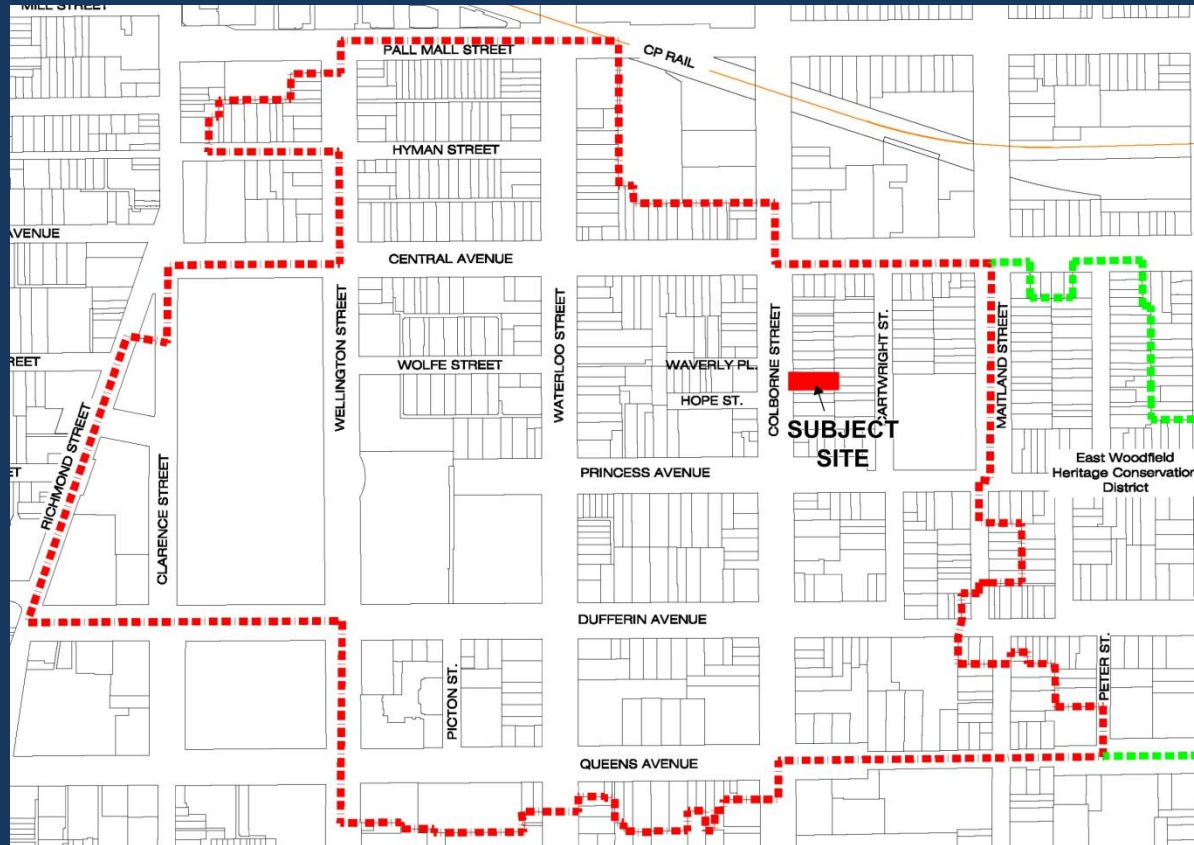 MILL STREET
PALL MALL STREET
CP RAIL
HYMAN STREET
AVENUE
CENTRAL AVENUE
WELLINGTON STREET
WATERLOO STREET
COLBORNE STREET
CARTWRIGHT ST.
MAITLAND STREET
REET
WOLFE STREET
WAVERLY PL.
HOPE ST.
RICHMOND STREET
SUBJECT
SITE
CLARENCE STREET
ET
PRINCESS AVENUE
East Woodfield
Heritage Conservation
District
DUFFERIN AVENUE
PICTON ST.
PETER ST.
QUEENS AVENUE